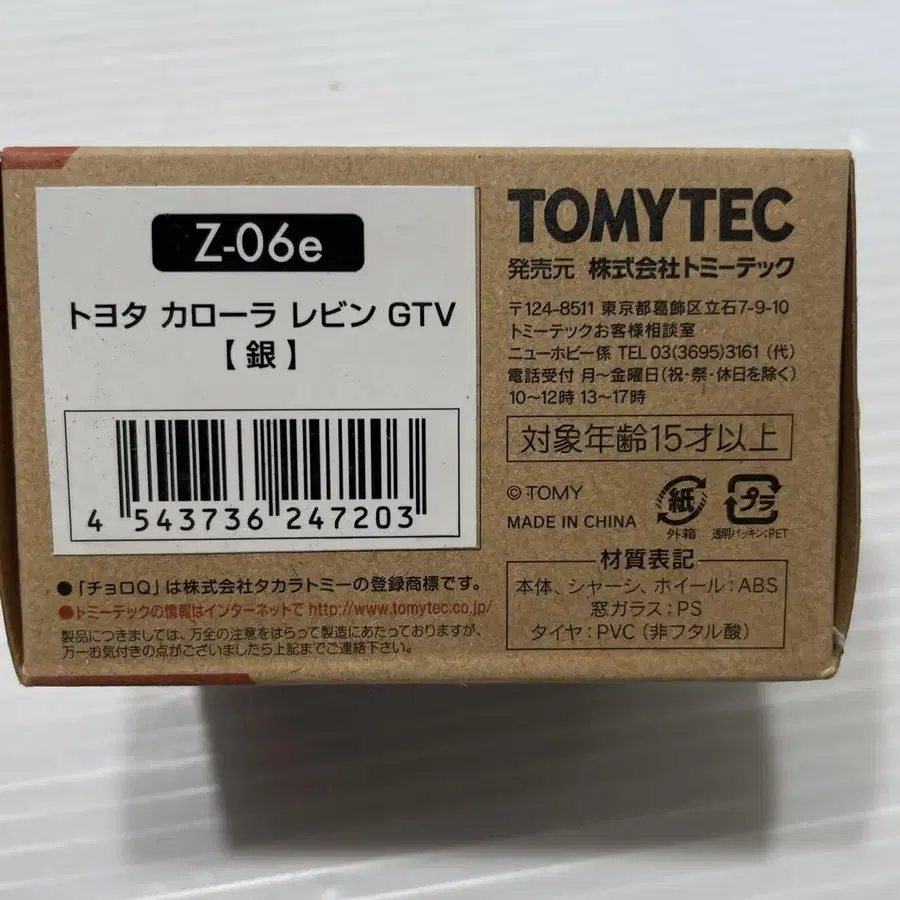 Z-06e
トヨタ カローラ レビン GTV
【 銀 】
4 543736 247203
●「チョロQ」は株式会社タカラトミーの登録商標です。
●トミーテックの情報はインターネットで http://www.tomytec.co.jp/
製品につきましては、万全の注意をはらって製造にあたっておりますが、
万一お気付きの点がございましたら上記までご連絡下さい。
TOMYTEC
発売元 株式会社トミーテック
〒124-8511 東京都葛飾区立石7-9-10
トミーテックお客様相談室
ニューホビー係 TEL 03(3695)3161 (代)
電話受付 月〜金曜日(祝・祭・休日を除く)
10〜12時 13〜17時
対象年齢15才以上
© TOMY
MADE IN CHINA
紙
外箱
プラ
透明パッキン:PET
材質表記
本体、シャーシ、ホイール:ABS
窓ガラス:PS
タイヤ:PVC (非フタル酸)